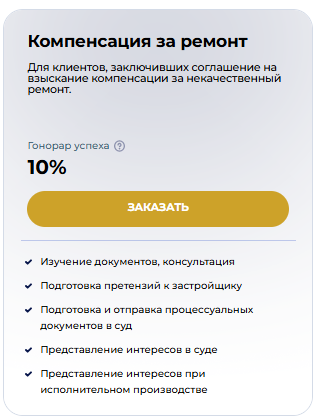 Компенсация за ремонт
Для клиентов, заключивших соглашение на
взыскание компенсации за некачественный
ремонт.
Гонорар успеха ?
10%
ЗАКАЗАТЬ
Изучение документов, консультация
Подготовка претензий к застройщику
Подготовка и отправка процессуальных
документов в суд
Представление интересов в суде
Представление интересов при
исполнительном производстве